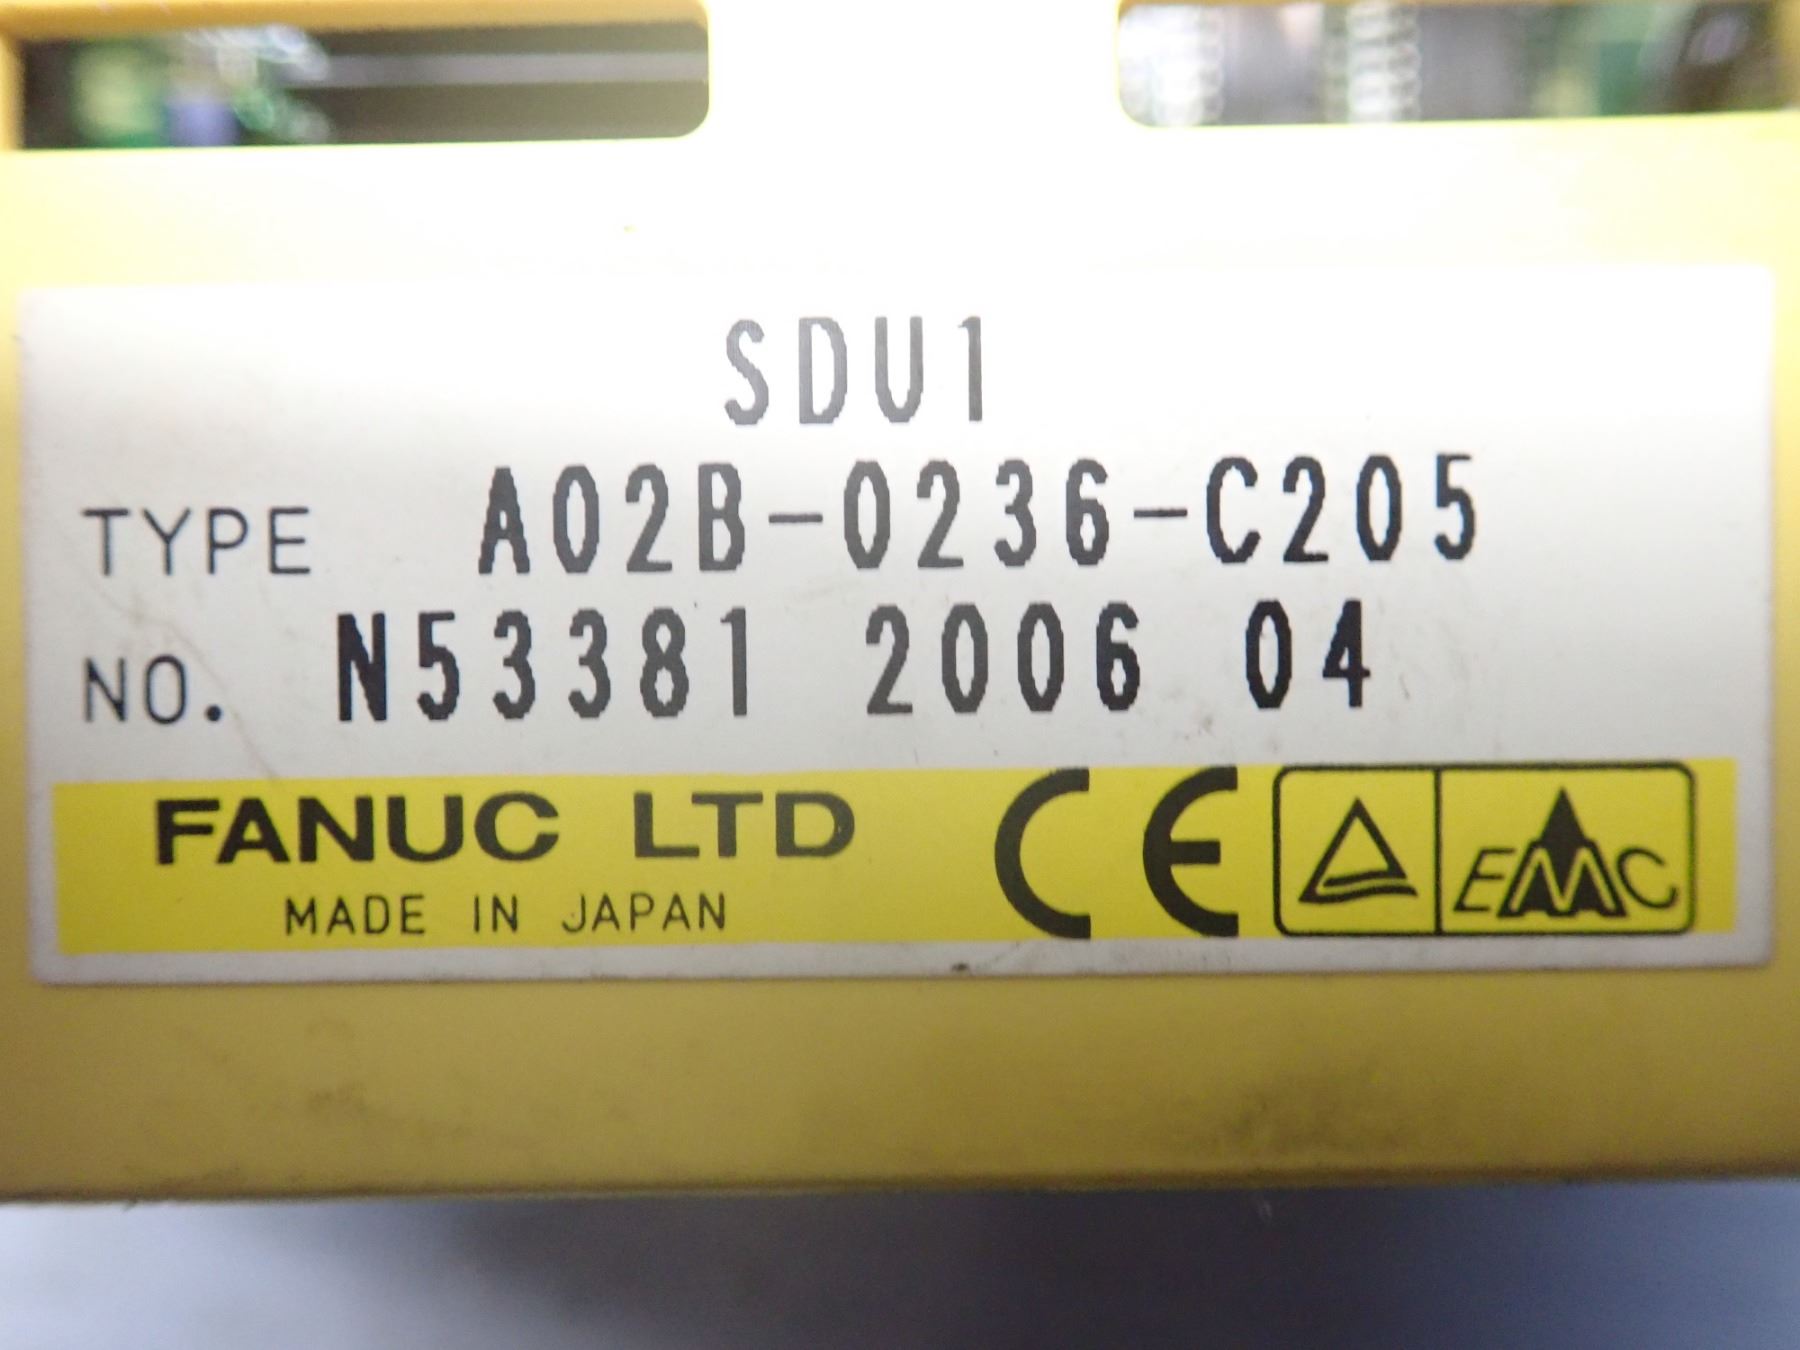 SDU1
TYPE A02B-0236-C205
NO. N53381 2006 04
FANUC LTD CE EMC
MADE IN JAPAN